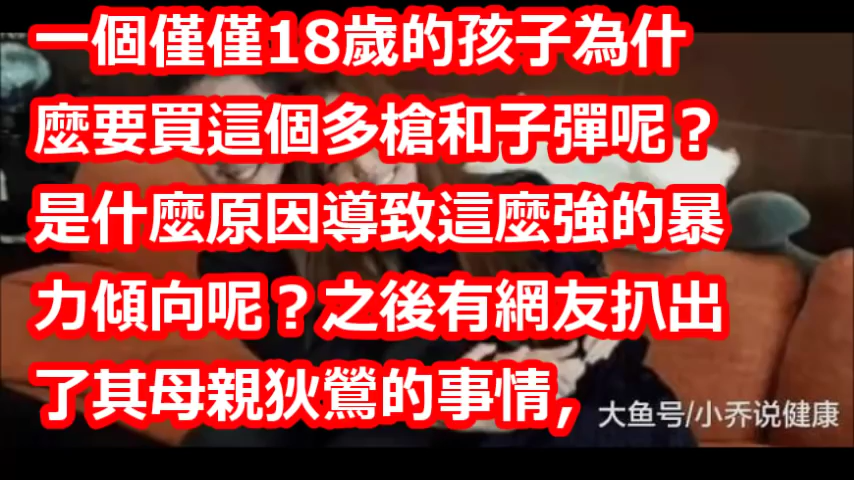 一個僅僅18歲的孩子為什
麼要買這個多槍和子彈呢？
是什麼原因導致這麼強的暴
力傾向呢？之後有網友扒出
了其母親狄鶯的事情，
大鱼号/小乔说健康